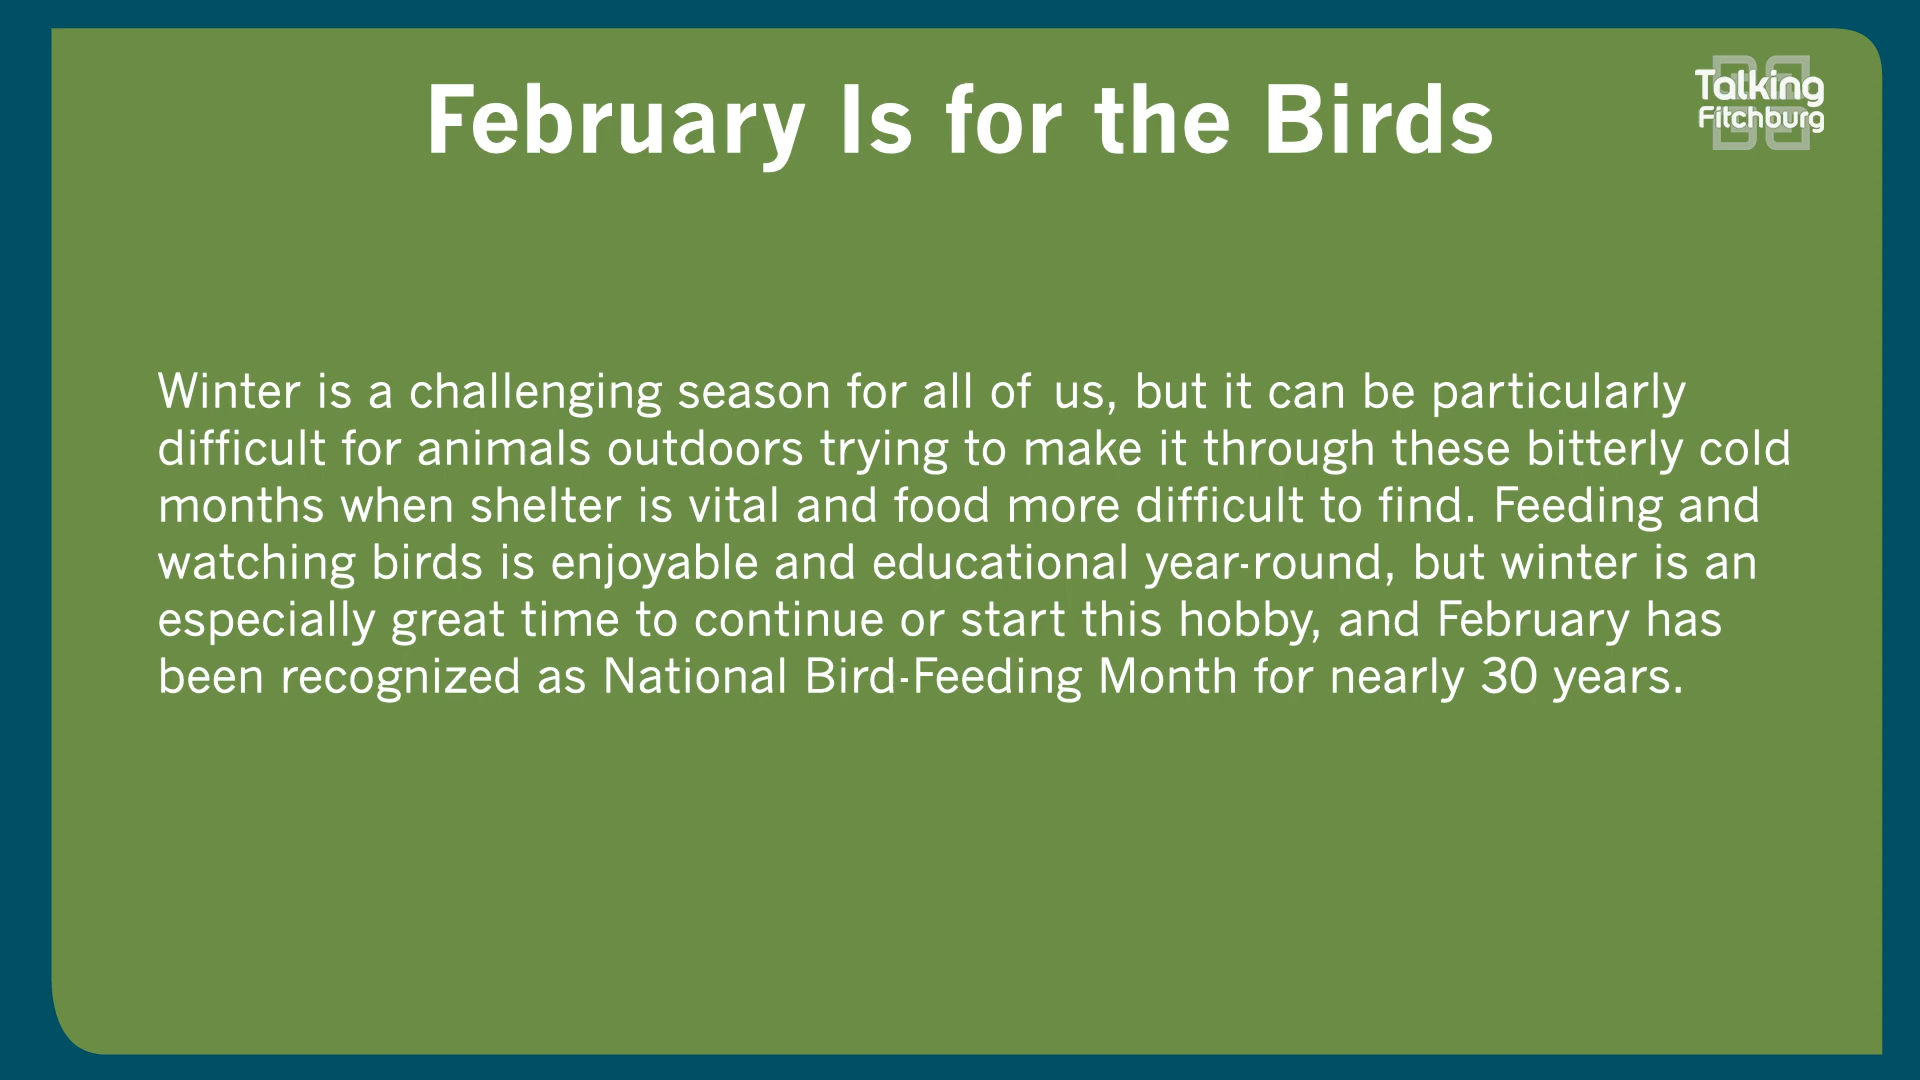 February Is for the Birds
Talking
Fitchburg
Winter is a challenging season for all of us, but it can be particularly
difficult for animals outdoors trying to make it through these bitterly cold
months when shelter is vital and food more difficult to find. Feeding and
watching birds is enjoyable and educational year-round, but winter is an
especially great time to continue or start this hobby, and February has
been recognized as National Bird-Feeding Month for nearly 30 years.